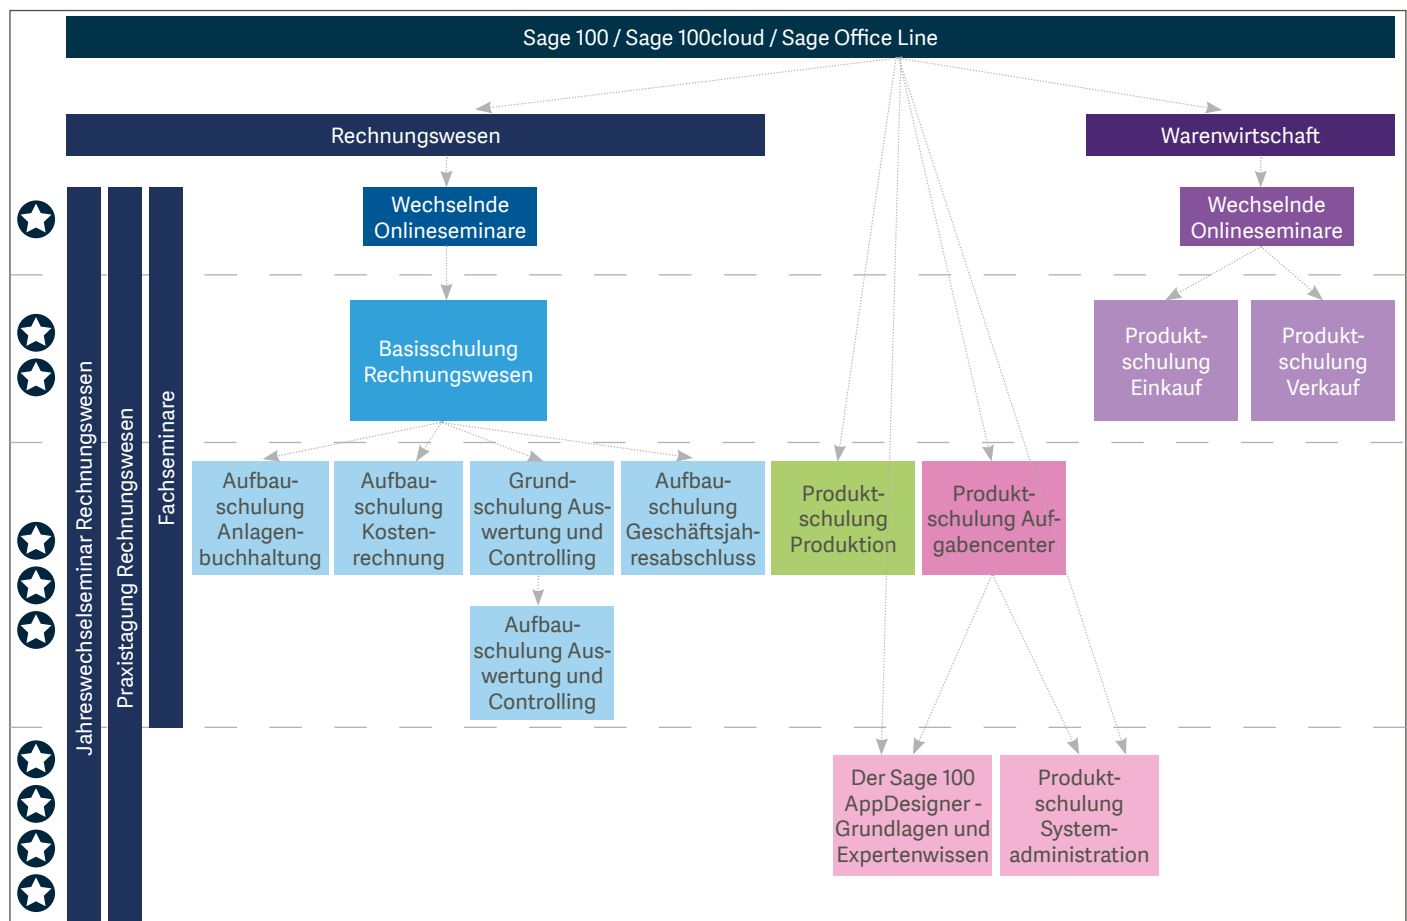 Sage 100 / Sage 100cloud / Sage Office Line
Rechnungswesen
Warenwirtschaft
Jahreswechselseminar Rechnungswesen
Praxistagung Rechnungswesen
Fachseminare
Wechselnde
Onlineseminare
Wechselnde
Onlineseminare
Basisschulung
Rechnungswesen
Produkt-
schulung
Einkauf
Produkt-
schulung
Verkauf
Aufbau-
schulung
Anlagen-
buchhaltung
Aufbau-
schulung
Kosten-
rechnung
Grund-
schulung Aus-
wertung und
Controlling
Aufbau-
schulung
Geschäftsjah-
resabschluss
Produkt-
schulung
Produktion
Produkt-
schulung Auf-
gabencenter
Aufbau-
schulung Aus-
wertung und
Controlling
Der Sage 100
AppDesigner -
Grundlagen und
Expertenwissen
Produkt-
schulung
System-
administration